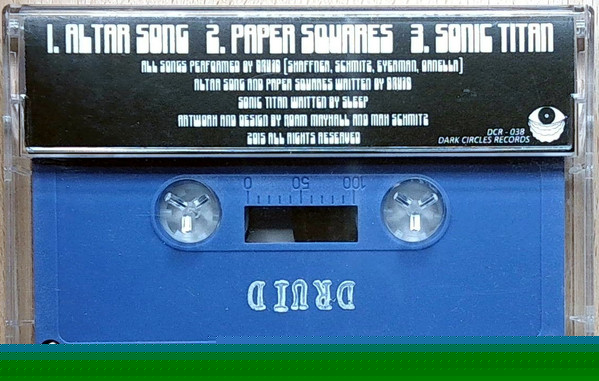 1. ALTAR SONG 2. PAPER SQUARES 3. SONIC TITAN
ALL SONGS PERFORMED BY DRUID (SHAFFNER, SCHMITZ, EYERMAN, ORNELLA)
ALTAR SONG AND PAPER SQUARES WRITTEN BY DRUID
SONIC TITAN WRITTEN BY SLEEP
ARTWORK AND DESIGN BY ADAM MAYHALL AND MAX SCHMITZ
2015 ALL RIGHTS RESERVED
DCR - 038
DARK CIRCLES RECORDS
0 50 100
DRUID